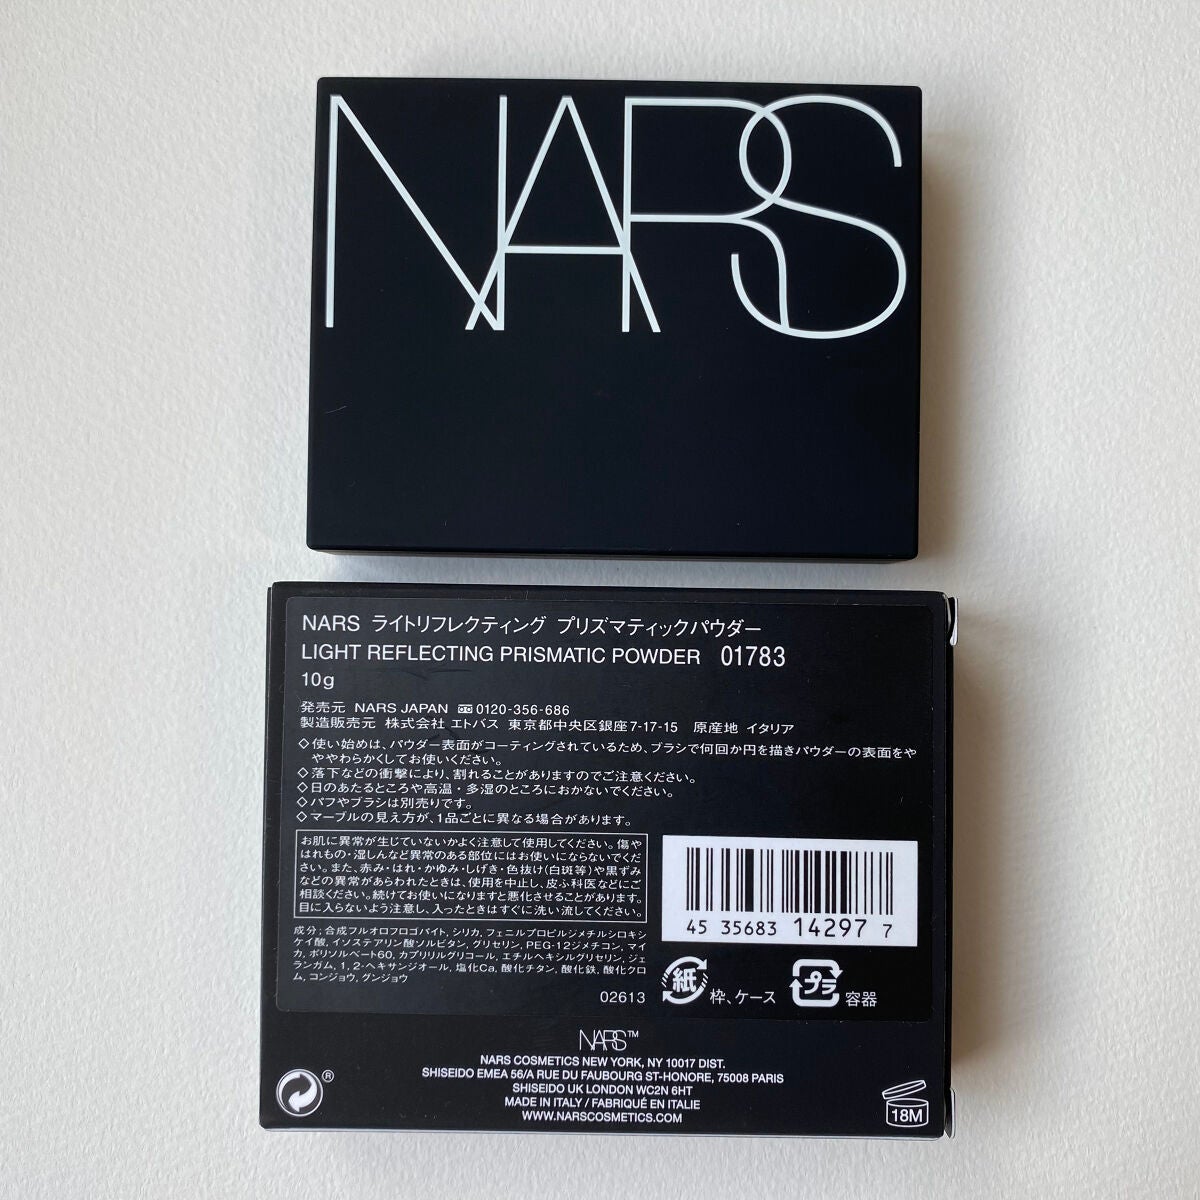 NARS
NARS ライトリフレクティング プリズマティックパウダー
LIGHT REFLECTING PRISMATIC POWDER 01783
10g
発売元 NARS JAPAN 0120-356-686
製造販売元 株式会社 エトバス 東京都中央区銀座7-17-15 原産地 イタリア
◇使い始めは、パウダー表面がコーティングされているため、ブラシで何回か円を描きパウダーの表面をや
ややわらかくしてお使いください。
◇落下などの衝撃により、割れることがありますのでご注意ください。
◇日のあたるところや高温・多湿のところにおかないでください。
◇パフやブラシは別売りです。
◇マーブルの見え方が、1品ごとに異なる場合があります。
お肌に異常が生じていないかよく注意して使用してください。傷や
はれもの・湿しんなど異常のある部位にはお使いにならないでくだ
さい。また、赤み・はれ・かゆみ・しげき・色抜け(白斑等)や黒ずみ
などの異常があらわれたときは、使用を中止し、皮ふ科医などにご
相談ください。続けてお使いになりますと悪化することがあります。
目に入らないよう注意し、入ったときはすぐに洗い流してください。
成分;合成フルオロフロゴパイト、シリカ、フェニルプロピルジメチルシロキシ
ケイ酸、イソステアリン酸ソルビタン、グリセリン、PEG-12ジメチコン、マイ
カ、ポリソルベート60、カプリリルグリコール、エチルヘキシルグリセリン、ジェ
ランガム、1,2-ヘキサンジオール、塩化Ca、酸化チタン、酸化鉄、酸化クロ
ム、コンジョウ、グンジョウ
02613
45 35683 14297 7
紙 枠、ケース
プラ 容器
NARS™
NARS COSMETICS NEW YORK, NY 10017 DIST.
SHISEIDO EMEA 56/A RUE DU FAUBOURG ST-HONORE, 75008 PARIS
SHISEIDO UK LONDON WC2N 6HT
MADE IN ITALY / FABRIQUÉ EN ITALIE
WWW.NARSCOSMETICS.COM
®
18M